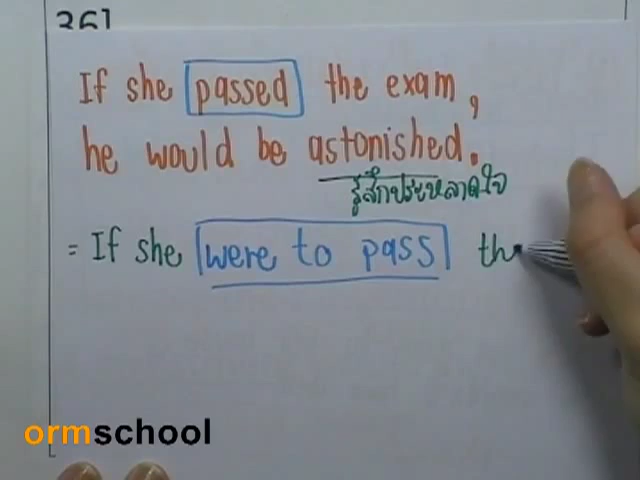 361
If she passed the exam,
he would be astonished.
รู้สึกประหลาดใจ
= If she were to pass th
ormschool